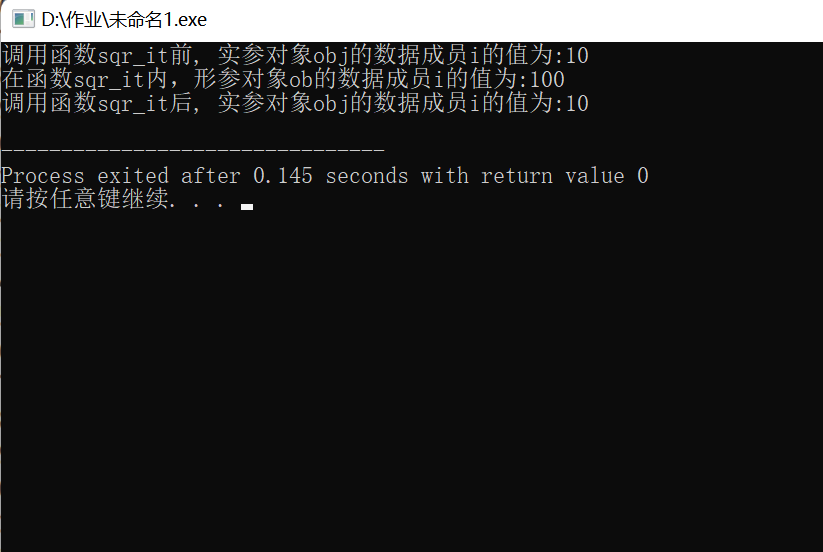 D:\作业\未命名1.exe
调用函数sqr_it前, 实参对象obj的数据成员i的值为:10
在函数sqr_it内，形参对象ob的数据成员i的值为:100
调用函数sqr_it后, 实参对象obj的数据成员i的值为:10
--------------------------------
Process exited after 0.145 seconds with return value 0
请按任意键继续. . .